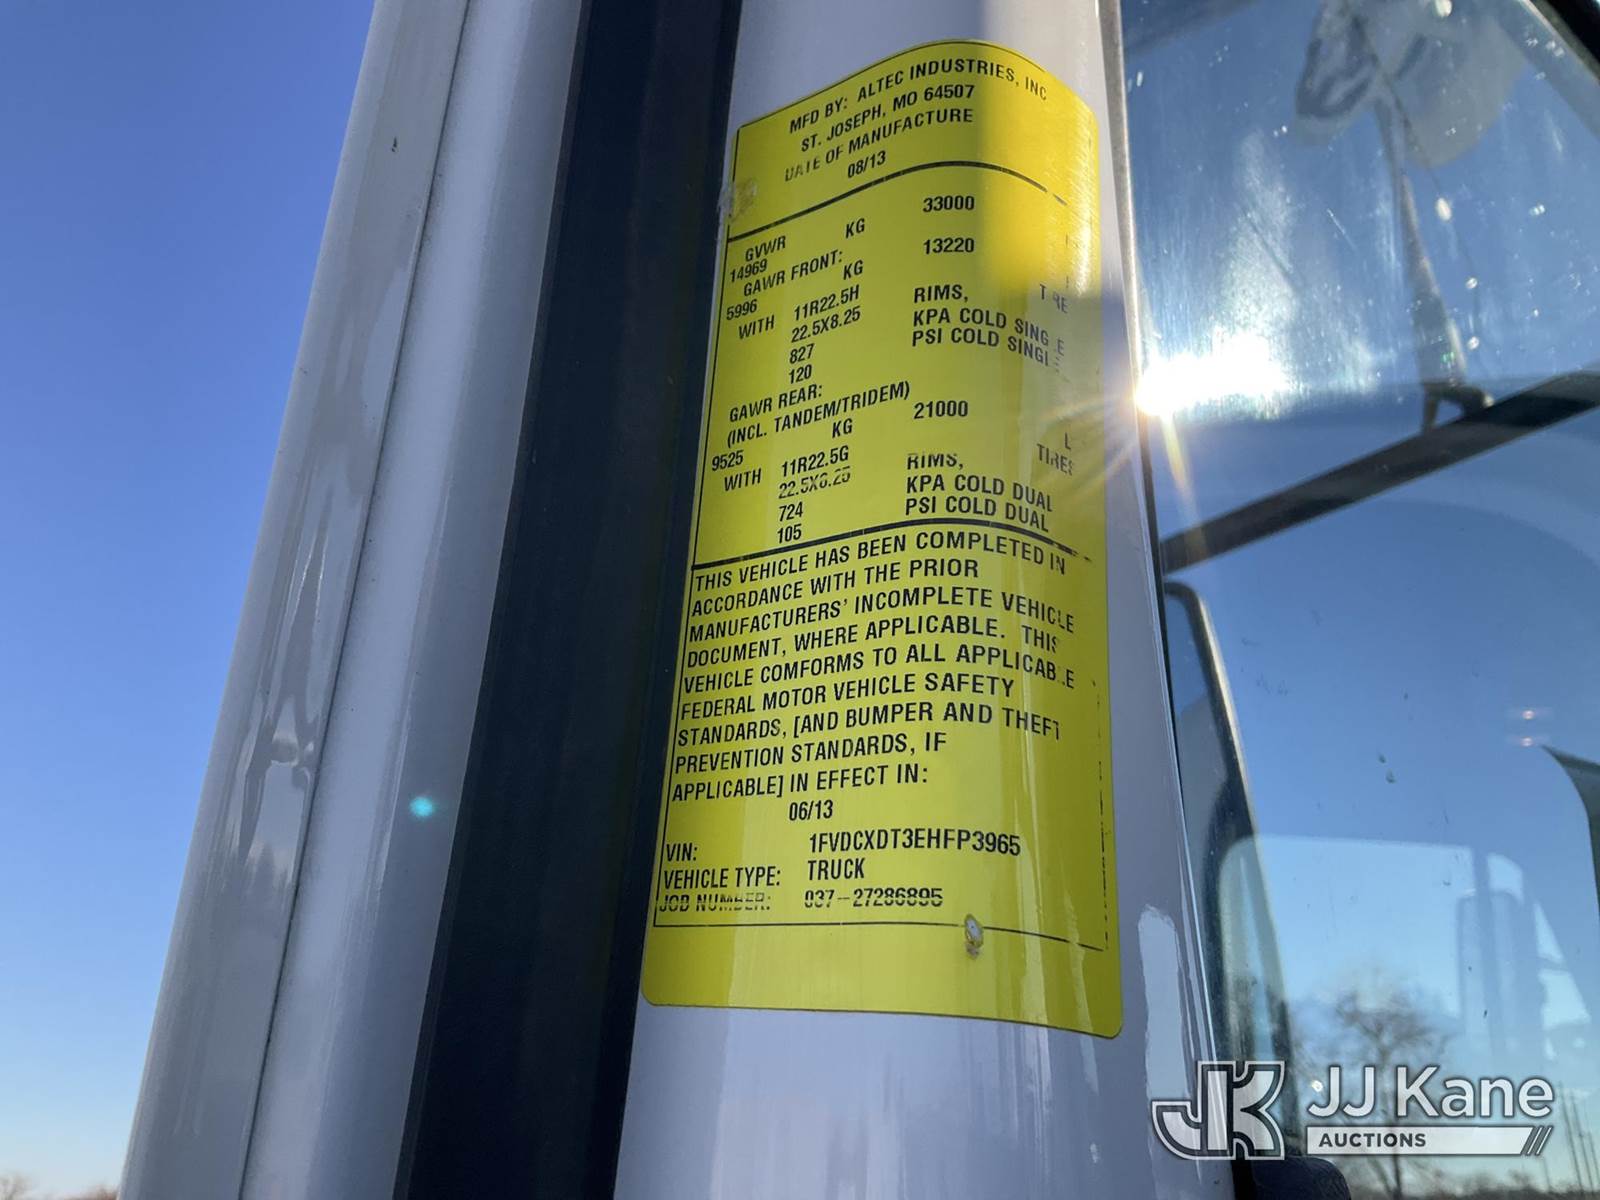 MFD BY: ALTEC INDUSTRIES, INC
ST. JOSEPH, MO 64507
DATE OF MANUFACTURE
08/13
GVWR KG 33000
14969
GAWR FRONT: KG 13220
5996
WITH 11R22.5H RIMS, TIRE
22.5X8.25 KPA COLD SINGLE
827 PSI COLD SINGLE
120
GAWR REAR:
(INCL. TANDEM/TRIDEM)
KG 21000 L
9525
WITH 11R22.5G RIMS, TIRES
22.5X8.25 KPA COLD DUAL
724 PSI COLD DUAL
105
THIS VEHICLE HAS BEEN COMPLETED IN
ACCORDANCE WITH THE PRIOR
MANUFACTURERS' INCOMPLETE VEHICLE
DOCUMENT, WHERE APPLICABLE. THIS
VEHICLE COMFORMS TO ALL APPLICABLE
FEDERAL MOTOR VEHICLE SAFETY
STANDARDS, [AND BUMPER AND THEFT
PREVENTION STANDARDS, IF
APPLICABLE] IN EFFECT IN:
06/13
VIN: 1FVDCXDT3EHFP3965
VEHICLE TYPE: TRUCK
JOB NUMBER: 037-27286895
JK JJ Kane
AUCTIONS